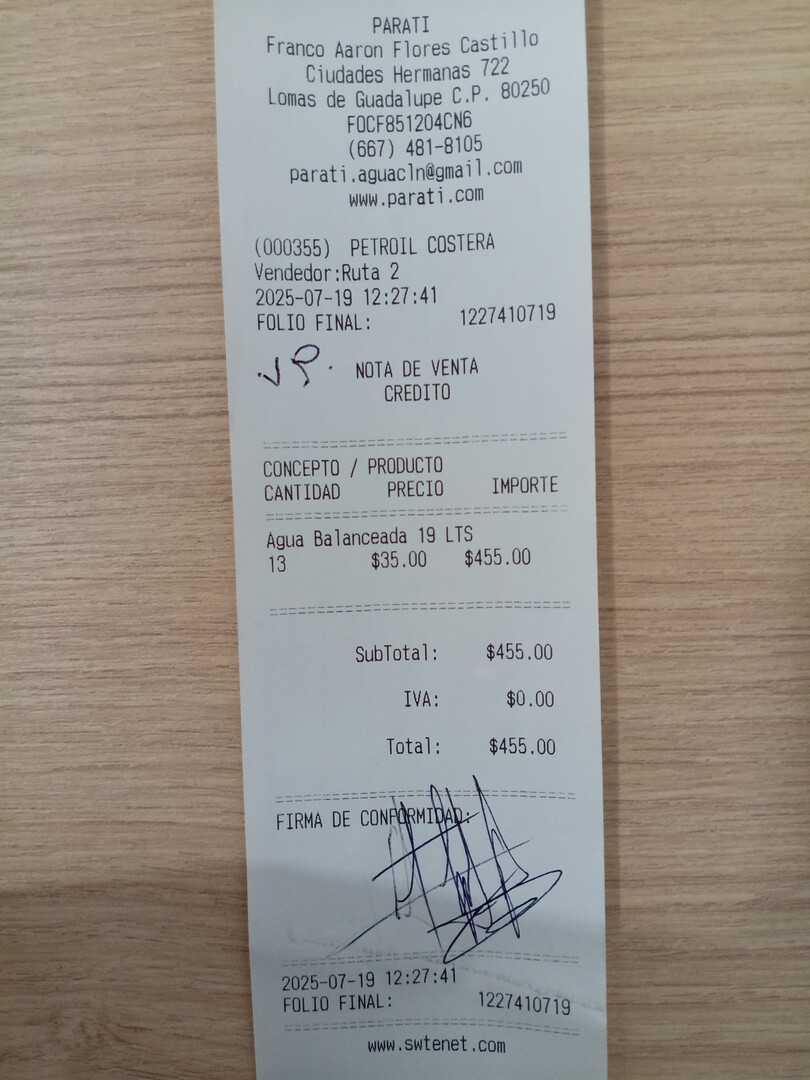 PARATI
Franco Aaron Flores Castillo
Ciudades Hermanas 722
Lomas de Guadalupe C.P. 80250
FOCF851204CN6
(667) 481-8105
parati.aguacln@gmail.com
www.parati.com
(000355) PETROIL COSTERA
Vendedor:Ruta 2
2025-07-19 12:27:41
FOLIO FINAL: 1227410719
NOTA DE VENTA
CREDITO
CONCEPTO / PRODUCTO
CANTIDAD PRECIO IMPORTE
Agua Balanceada 19 LTS
13 $35.00 $455.00
SubTotal: $455.00
IVA: $0.00
Total: $455.00
FIRMA DE CONFORMIDAD:
2025-07-19 12:27:41
FOLIO FINAL: 1227410719
www.swtenet.com